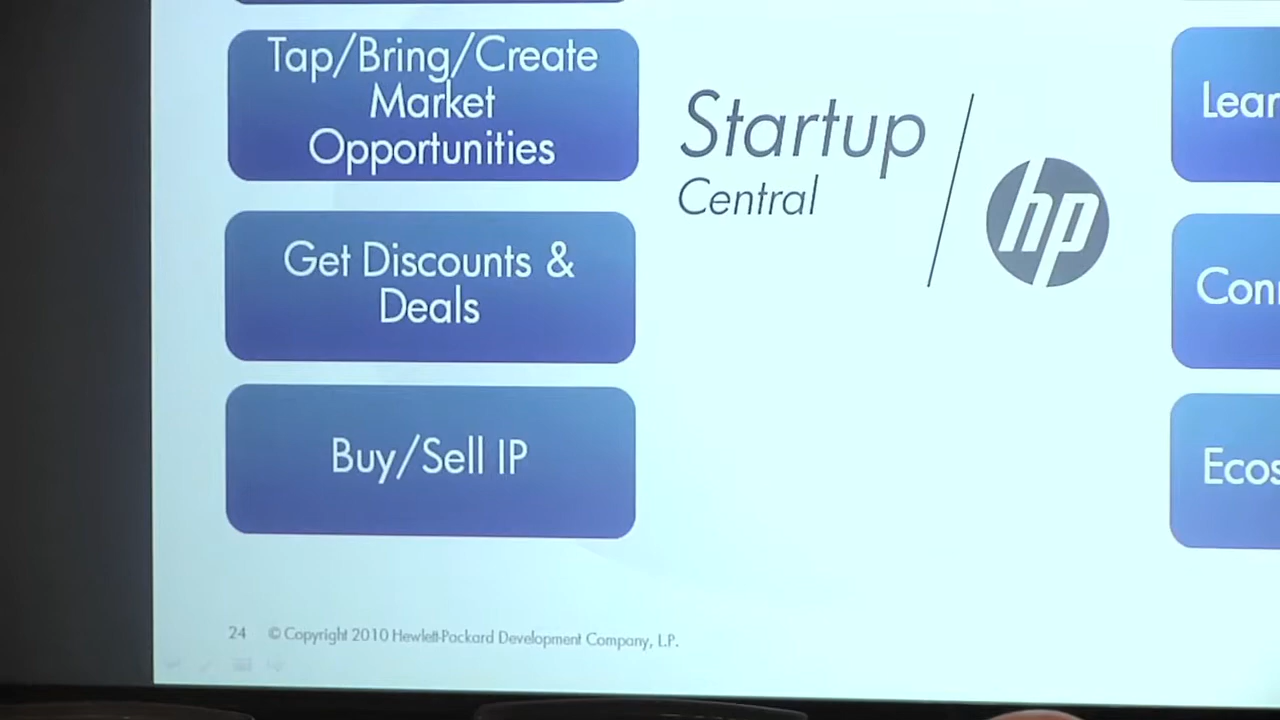 Tap/Bring/Create
Market
Opportunities
Get Discounts &
Deals
Buy/Sell IP
Startup
Central
hp
24 © Copyright 2010 Hewlett-Packard Development Company, L.P.